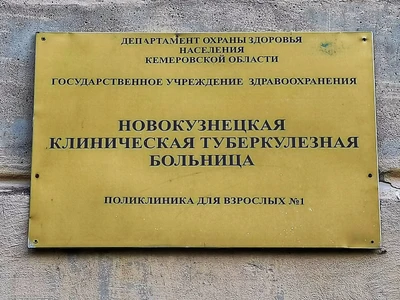 ДЕПАРТАМЕНТ ОХРАНЫ ЗДОРОВЬЯ
НАСЕЛЕНИЯ
КЕМЕРОВСКОЙ ОБЛАСТИ
ГОСУДАРСТВЕННОЕ УЧРЕЖДЕНИЕ ЗДРАВООХРАНЕНИЯ
НОВОКУЗНЕЦКАЯ
КЛИНИЧЕСКАЯ ТУБЕРКУЛЕЗНАЯ
БОЛЬНИЦА
ПОЛИКЛИНИКА ДЛЯ ВЗРОСЛЫХ №1